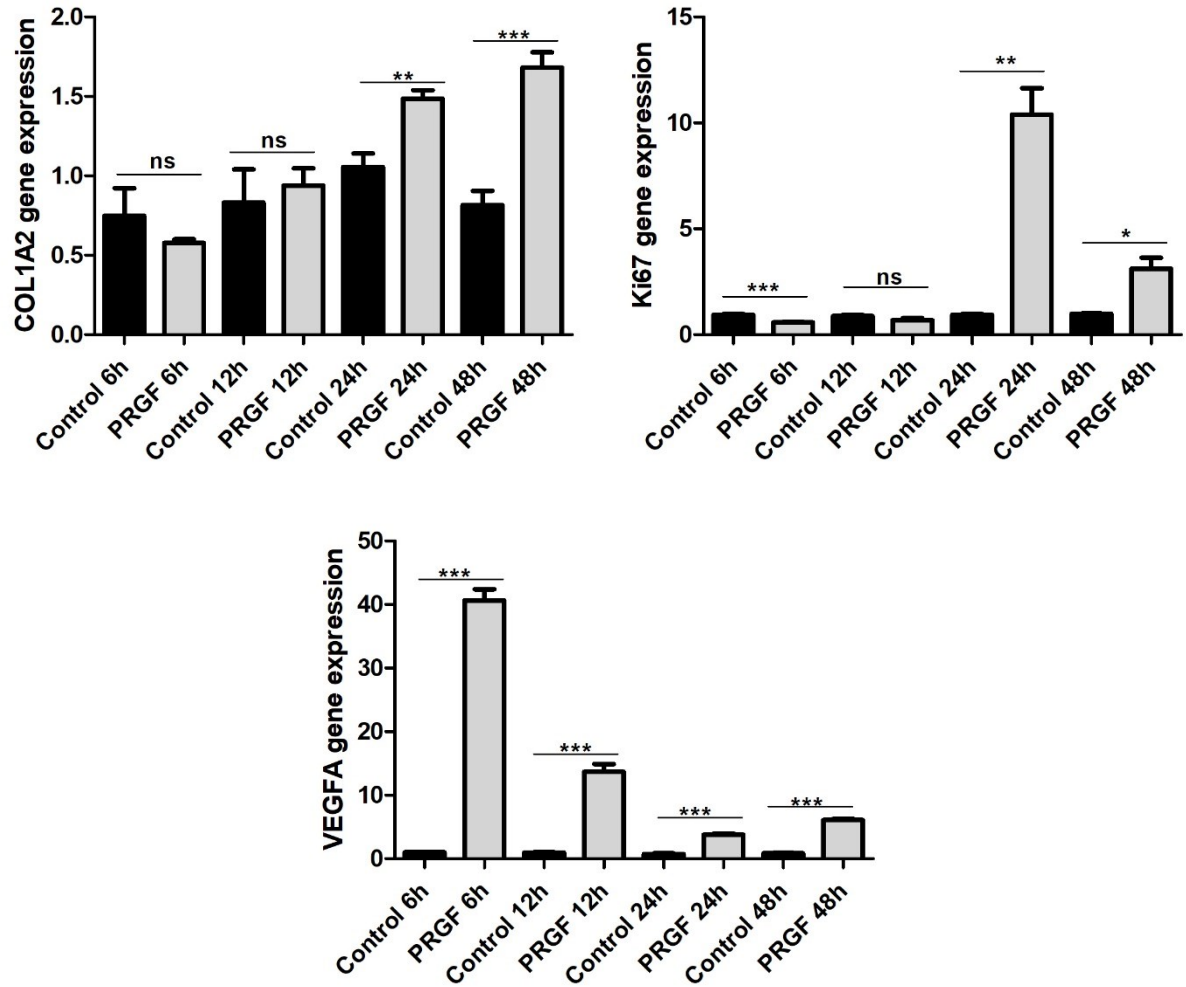 COL1A2 gene expression
2.0
1.5
1.0
0.5
0.0
ns
ns
**
***
Control 6h
PRGF 6h
Control 12h
PRGF 12h
Control 24h
PRGF 24h
Control 48h
PRGF 48h
Ki67 gene expression
15
10
5
0
***
ns
**
*
Control 6h
PRGF 6h
Control 12h
PRGF 12h
Control 24h
PRGF 24h
Control 48h
PRGF 48h
VEGFA gene expression
50
40
30
20
10
0
***
***
***
***
Control 6h
PRGF 6h
Control 12h
PRGF 12h
Control 24h
PRGF 24h
Control 48h
PRGF 48h